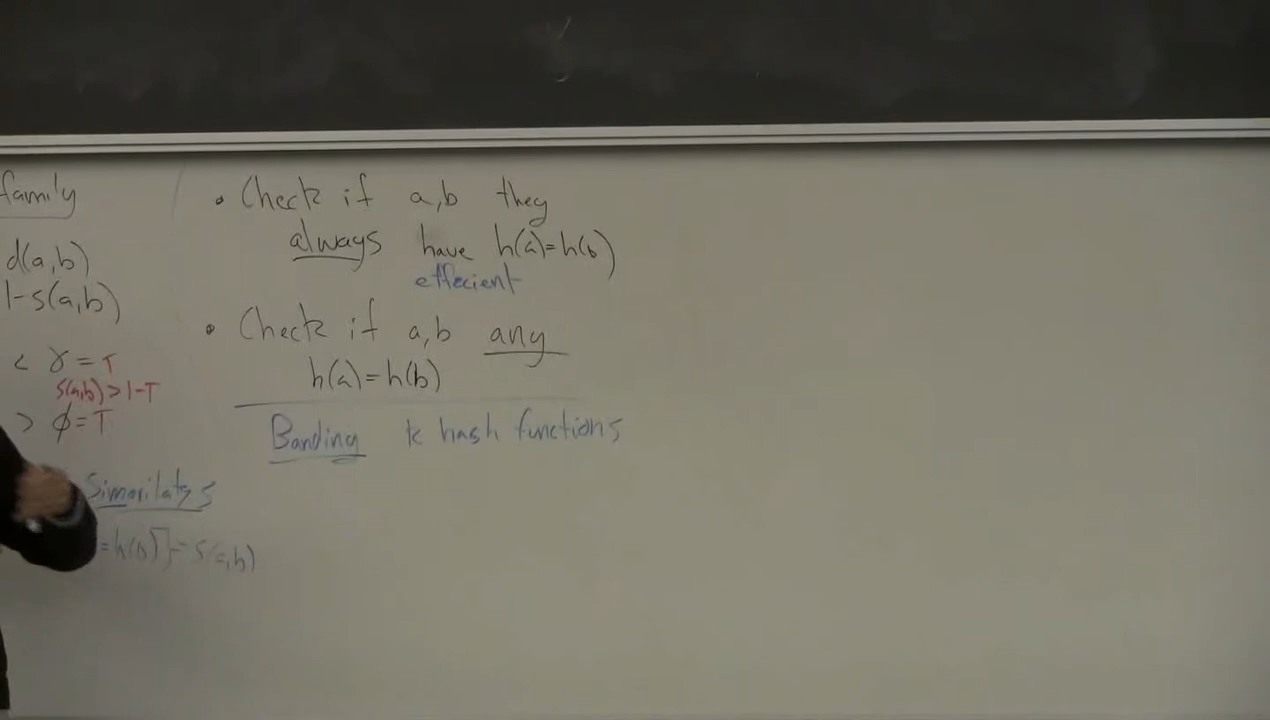 family
d(a,b)
1-s(a,b)
< γ = τ
s(a,b) > 1-τ
> ϕ = τ
Simarilaty s
= h(b)] = s(a,b)
• Check if a,b they
always have h(a)=h(b)
effecient
• Check if a,b any
h(a)=h(b)
Banding k hash functions